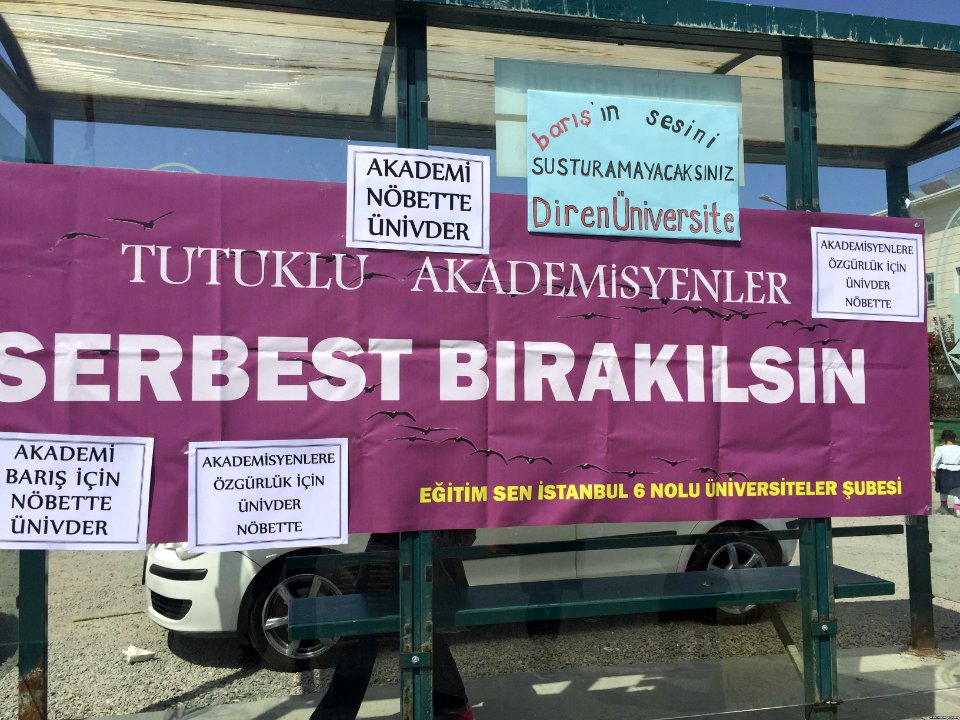 AKADEMİ
NÖBETTE
ÜNİVDER
barış'ın sesini
SUSTURAMAYACAKSINIZ
DirenÜniversite
AKADEMİSYENLERE
ÖZGÜRLÜK İÇİN
ÜNİVDER
NÖBETTE
TUTUKLU AKADEMİSYENLER
SERBEST BIRAKILSIN
AKADEMİ
BARIŞ İÇİN
NÖBETTE
ÜNİVDER
AKADEMİSYENLERE
ÖZGÜRLÜK İÇİN
ÜNİVDER
NÖBETTE
EĞİTİM SEN İSTANBUL 6 NOLU ÜNİVERSİTELER ŞUBESİ